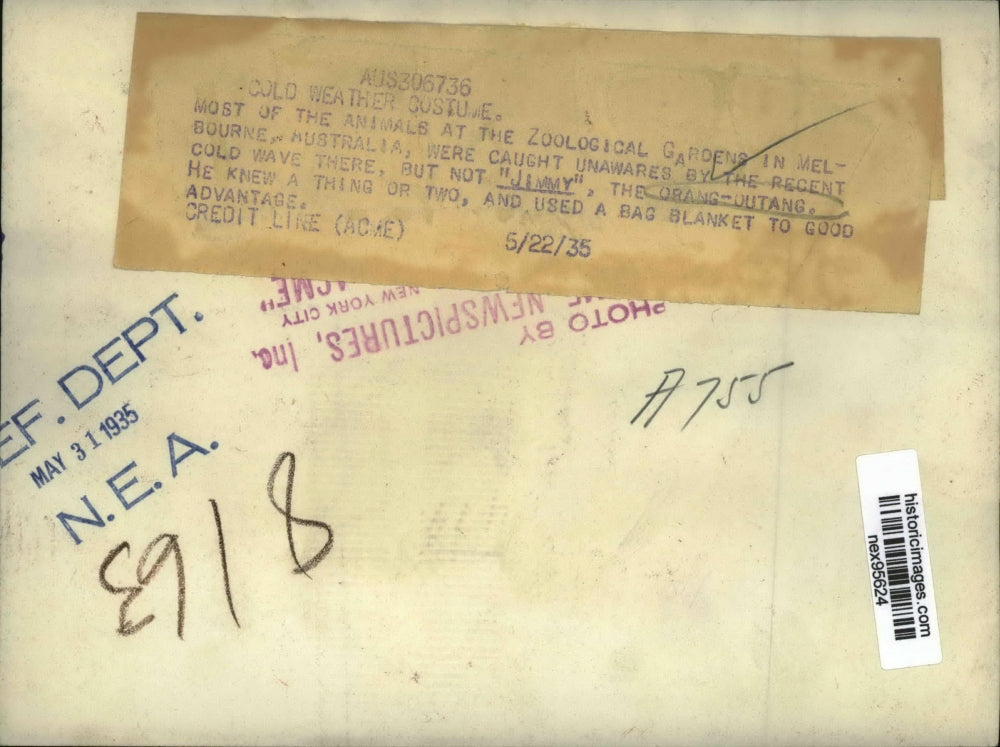 AUS306736
COLD WEATHER COSTUME.
MOST OF THE ANIMALS AT THE ZOOLOGICAL GARDENS IN MEL-
BOURNE, AUSTRALIA, WERE CAUGHT UNAWARES BY THE RECENT
COLD WAVE THERE, BUT NOT "JIMMY", THE ORANG-OUTANG.
HE KNEW A THING OR TWO, AND USED A BAG BLANKET TO GOOD
ADVANTAGE.
CREDIT LINE (ACME)
5/22/35
PHOTO BY
NEWSPICTURES, Inc.
NEW YORK CITY
ACME"
EF. DEPT.
MAY 31 1935
N. E. A.
A755
historicimages.com
nex95624